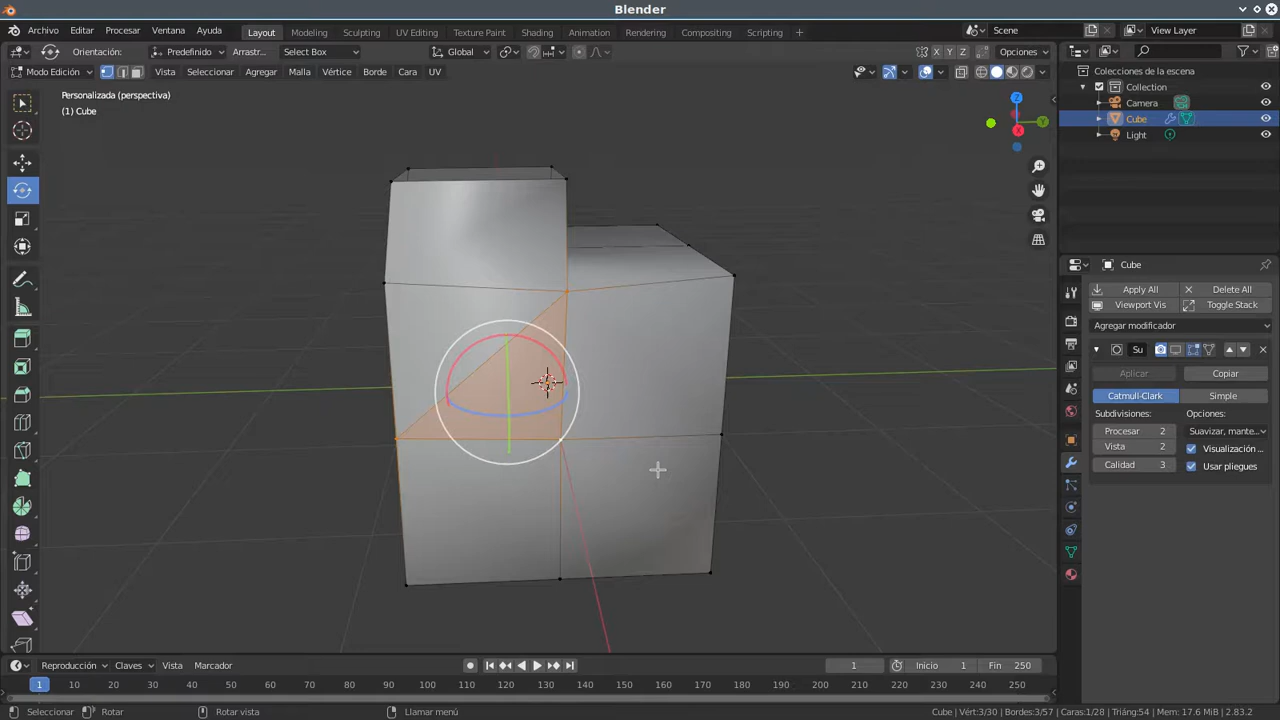 Blender
Archivo Editar Procesar Ventana Ayuda Layout Modeling Sculpting UV Editing Texture Paint Shading Animation Rendering Compositing Scripting + Scene View Layer
Orientación: Predefinido Arrastr... Select Box Global X Y Z Opciones
Modo Edición Vista Seleccionar Agregar Malla Vértice Borde Cara UV
Personalizada (perspectiva)
(1) Cube
Z
Y
X
Colecciones de la escena
Collection
Camera
Cube
Light
Cube
Apply All Delete All
Viewport Vis Toggle Stack
Agregar modificador
Su
Aplicar Copiar
Catmull-Clark Simple
Subdivisiones: Opciones:
Procesar 2 Suavizar, mante...
Vista 2 Visualización ...
Calidad 3 Usar pliegues
Reproducción Claves Vista Marcador 1 Inicio 1 Fin 250
1 10 20 30 40 50 60 70 80 90 100 110 120 130 140 150 160 170 180 190 200 210 220 230 240 250
Seleccionar Rotar Rotar vista Llamar menú Cube | Vért:3/30 | Bordes:3/57 | Caras:1/28 | Triáng:54 | Mem: 17.6 MiB | 2.83.2